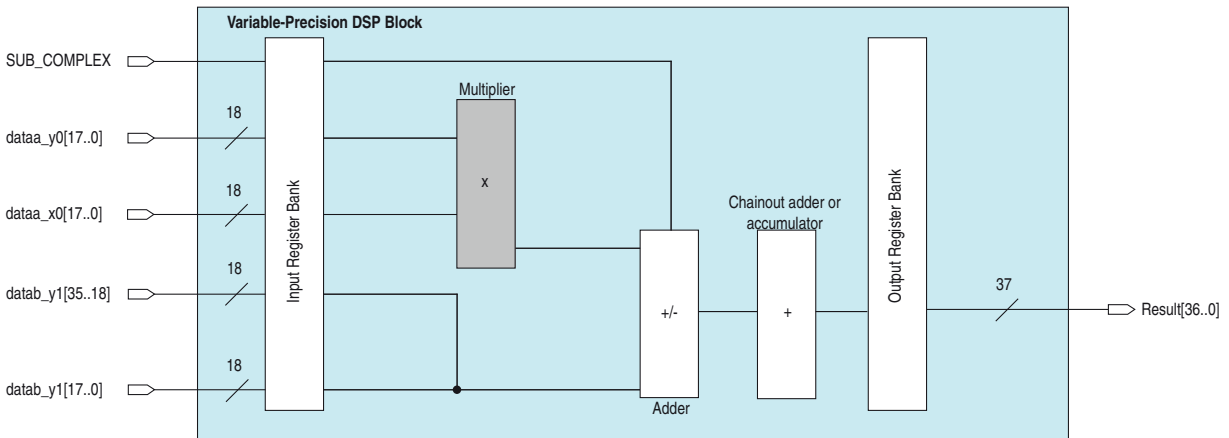 Variable-Precision DSP Block
SUB_COMPLEX
Multiplier
18
dataa_y0[17..0]
x
18
dataa_x0[17..0]
Input Register Bank
Chainout adder or
accumulator
Output Register Bank
18
datab_y1[35..18]
+/-
+
37
Result[36..0]
18
datab_y1[17..0]
Adder